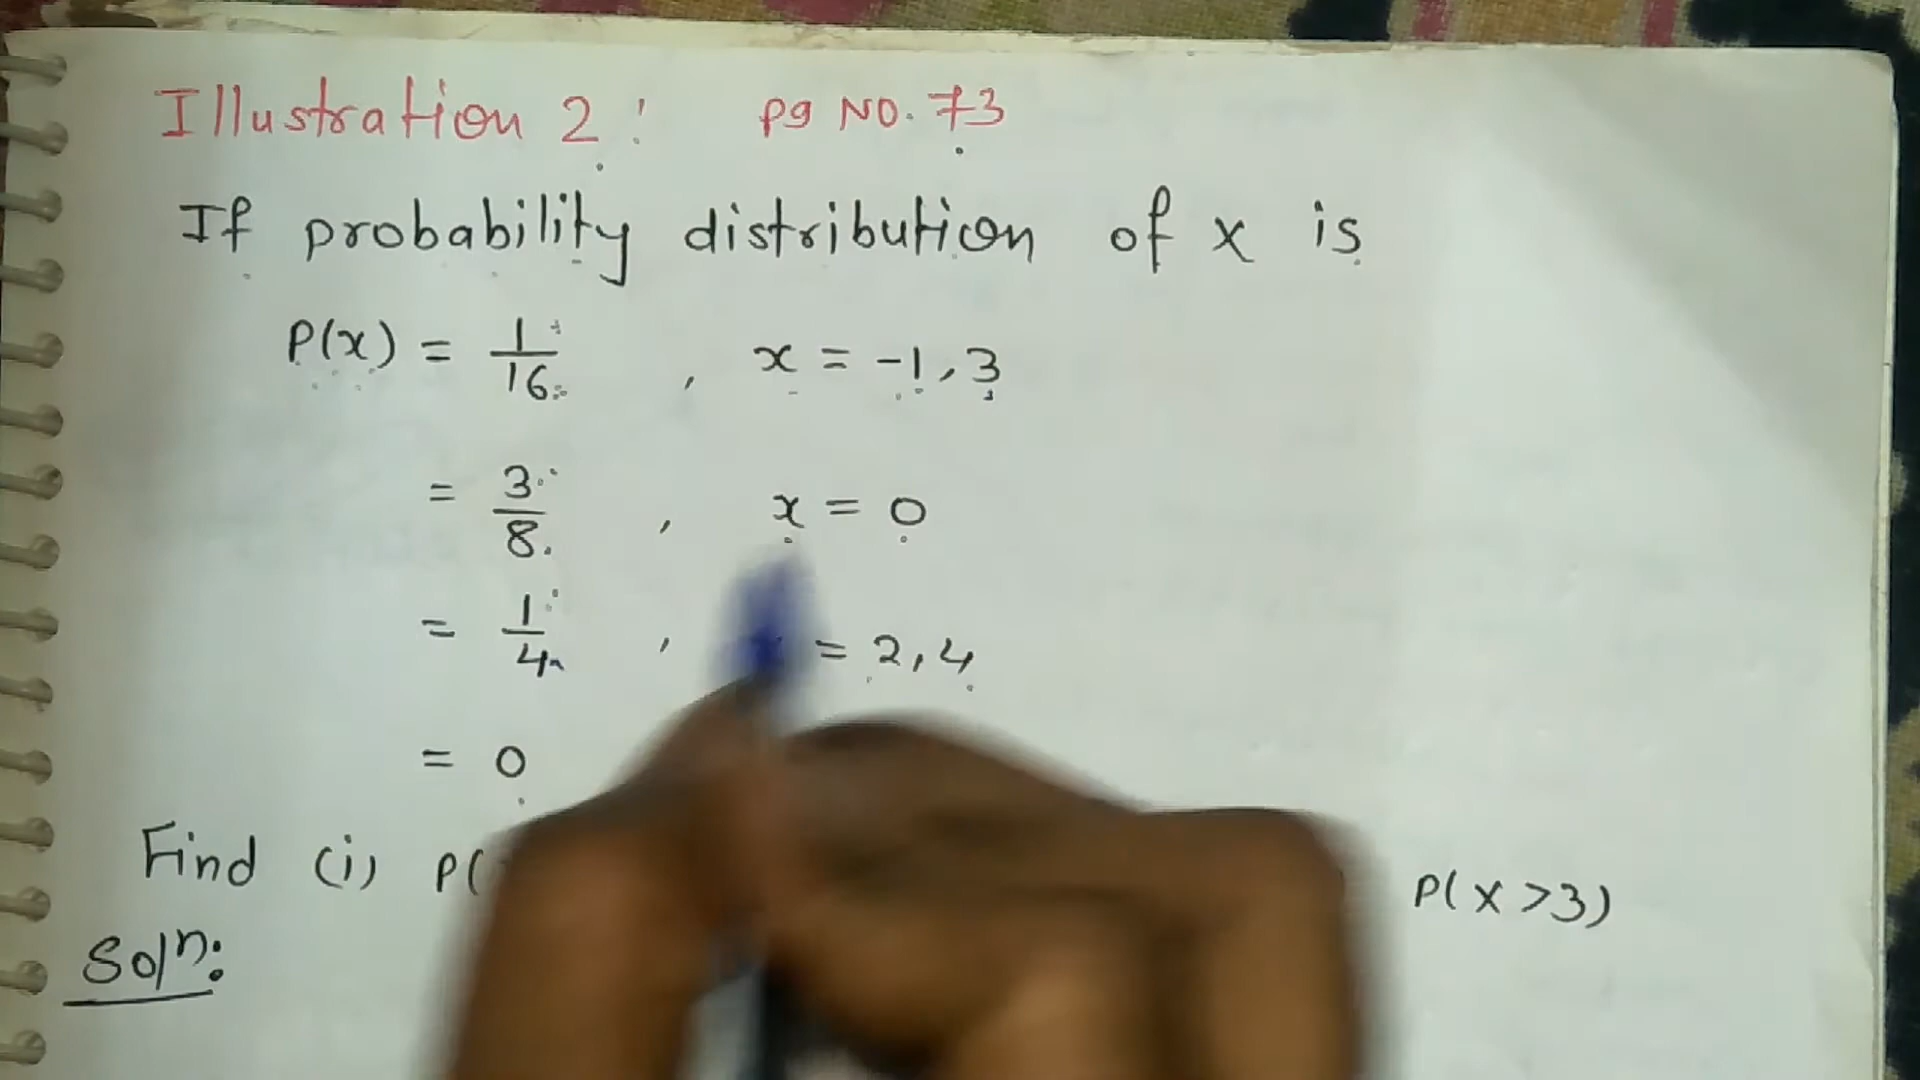 Illustration 2: Pg NO. 73
If probability distribution of x is
P(x) = 1/16 , x = -1, 3
= 3/8 , x = 0
= 1/4 , = 2, 4
= 0
Find (i) P( P(X>3)
Soln: